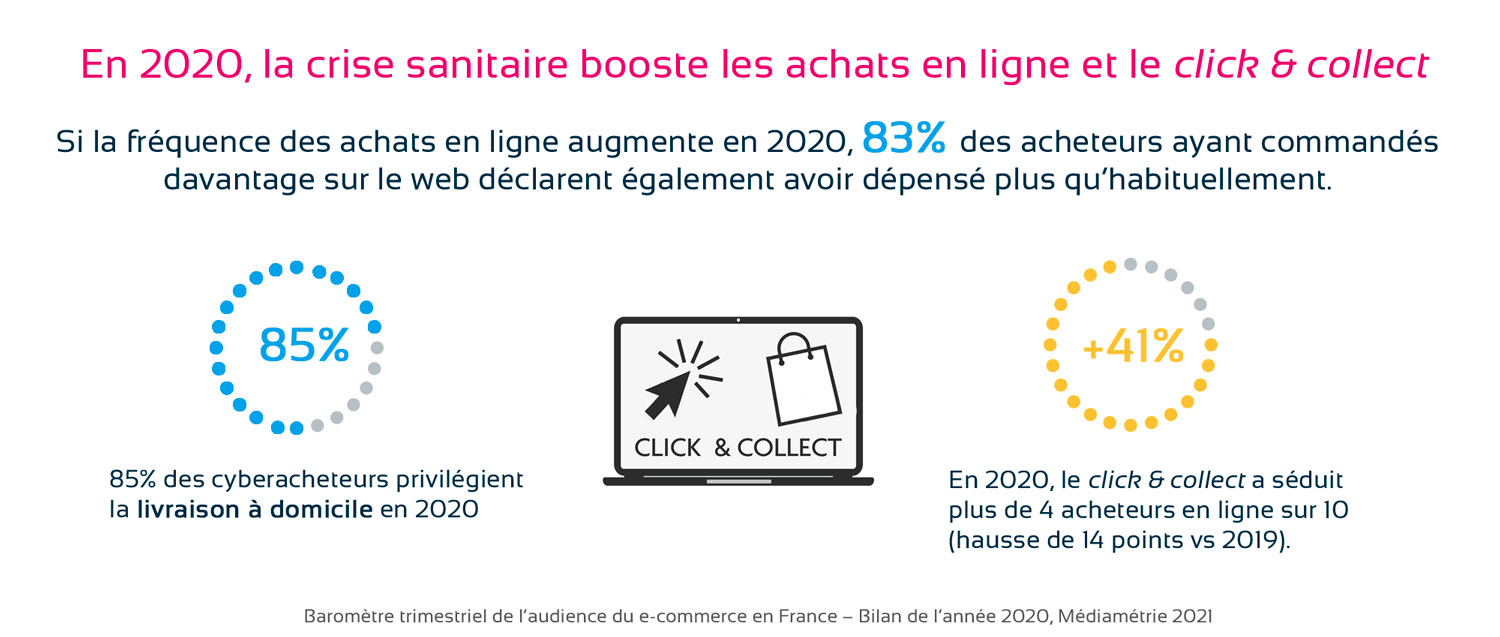 En 2020, la crise sanitaire booste les achats en ligne et le click & collect
Si la fréquence des achats en ligne augmente en 2020, 83% des acheteurs ayant commandés
davantage sur le web déclarent également avoir dépensé plus qu'habituellement.
85%
85% des cyberacheteurs privilégient
la livraison à domicile en 2020
CLICK & COLLECT
+41%
En 2020, le click & collect a séduit
plus de 4 acheteurs en ligne sur 10
(hausse de 14 points vs 2019).
Baromètre trimestriel de l'audience du e-commerce en France – Bilan de l'année 2020, Médiamétrie 2021